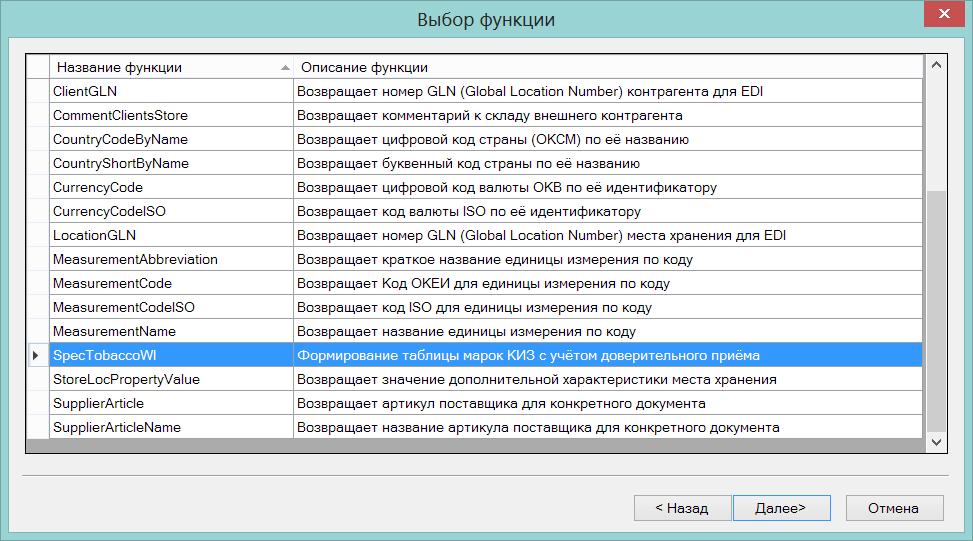 Выбор функции
Название функции Описание функции
ClientGLN Возвращает номер GLN (Global Location Number) контрагента для EDI
CommentClientsStore Возвращает комментарий к складу внешнего контрагента
CountryCodeByName Возвращает цифровой код страны (ОКСМ) по её названию
CountryShortByName Возвращает буквенный код страны по её названию
CurrencyCode Возвращает цифровой код валюты ОКВ по её идентификатору
CurrencyCodeISO Возвращает код валюты ISO по её идентификатору
LocationGLN Возвращает номер GLN (Global Location Number) места хранения для EDI
MeasurementAbbreviation Возвращает краткое название единицы измерения по коду
MeasurementCode Возвращает Код ОКЕИ для единицы измерения по коду
MeasurementCodeISO Возвращает код ISO для единицы измерения по коду
MeasurementName Возвращает название единицы измерения по коду
SpecTobaccoWI Формирование таблицы марок КИЗ с учётом доверительного приёма
StoreLocPropertyValue Возвращает значение дополнительной характеристики места хранения
SupplierArticle Возвращает артикул поставщика для конкретного документа
SupplierArticleName Возвращает название артикула поставщика для конкретного документа
< Назад Далее> Отмена